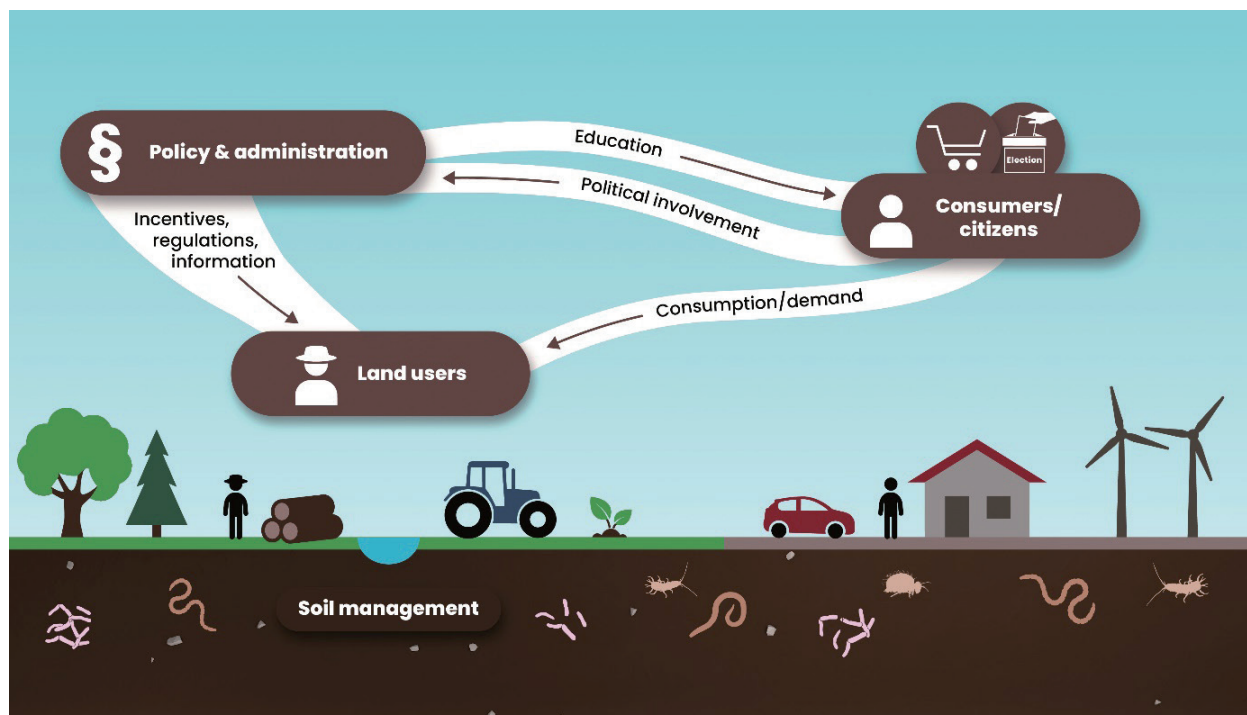 § Policy & administration
Education
Election
Political involvement
Consumers/
citizens
Incentives,
regulations,
information
Consumption/demand
Land users
Soil management